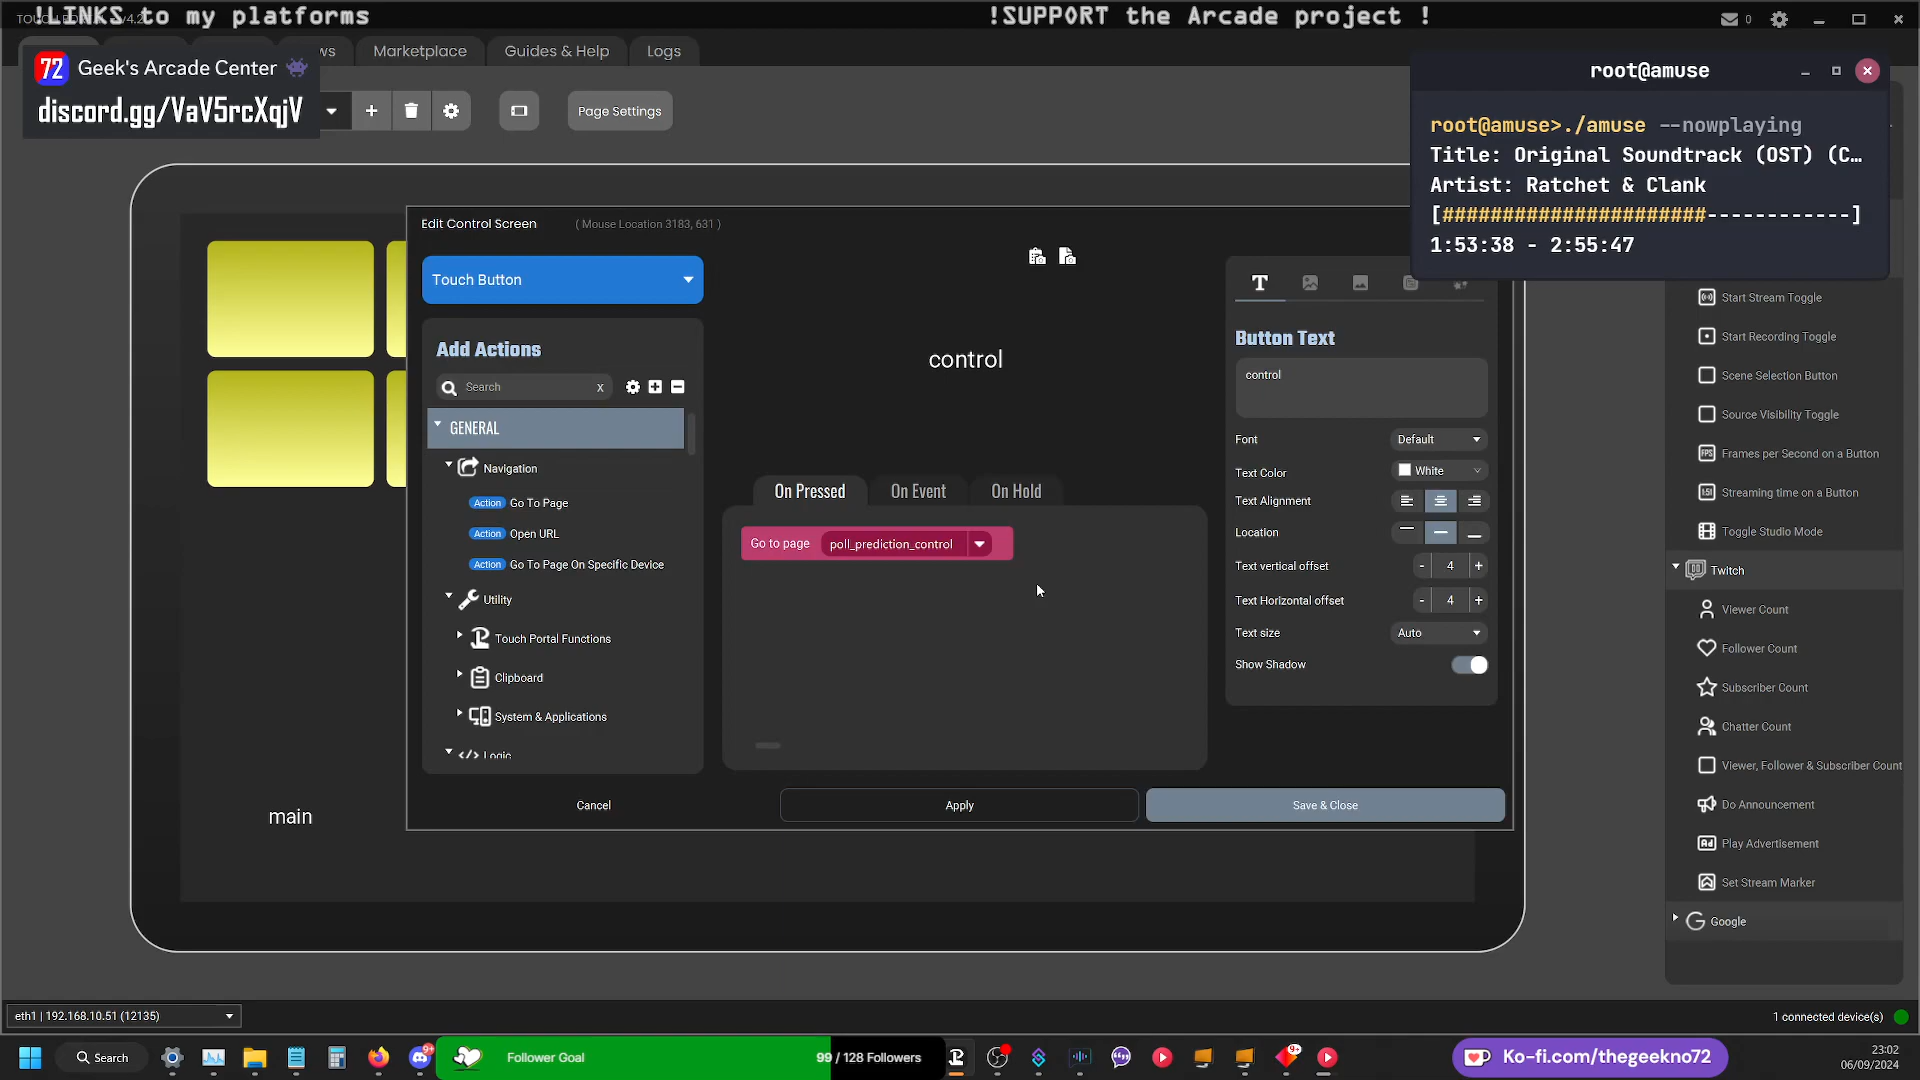 !LINKS to my platforms
!SUPPORT the Arcade project !
0
ws
Marketplace
Guides & Help
Logs
72 Geek's Arcade Center
discord.gg/VaV5rcXqjV
Page Settings
root@amuse
root@amuse>./amuse --nowplaying
Title: Original Soundtrack (OST) (C…
Artist: Ratchet & Clank
[######################------------]
1:53:38 - 2:55:47
Edit Control Screen
( Mouse Location 3183, 631 )
Touch Button
Add Actions
Search
x
GENERAL
Navigation
Action Go To Page
Action Open URL
Action Go To Page On Specific Device
Utility
Touch Portal Functions
Clipboard
System & Applications
Logic
control
On Pressed
On Event
On Hold
Go to page poll_prediction_control
Button Text
control
Font
Default
Text Color
White
Text Alignment
Location
Text vertical offset
- 4 +
Text Horizontal offset
- 4 +
Text size
Auto
Show Shadow
Cancel
Apply
Save & Close
main
Start Stream Toggle
Start Recording Toggle
Scene Selection Button
Source Visibility Toggle
FPS Frames per Second on a Button
Streaming time on a Button
Toggle Studio Mode
Twitch
Viewer Count
Follower Count
Subscriber Count
Chatter Count
Viewer, Follower & Subscriber Count
Do Announcement
Ad Play Advertisement
Set Stream Marker
Google
eth1 | 192.168.10.51 (12135)
1 connected device(s)
Search
9+
Follower Goal
99 / 128 Followers
9+
Ko-fi.com/thegeekno72
23:02
06/09/2024